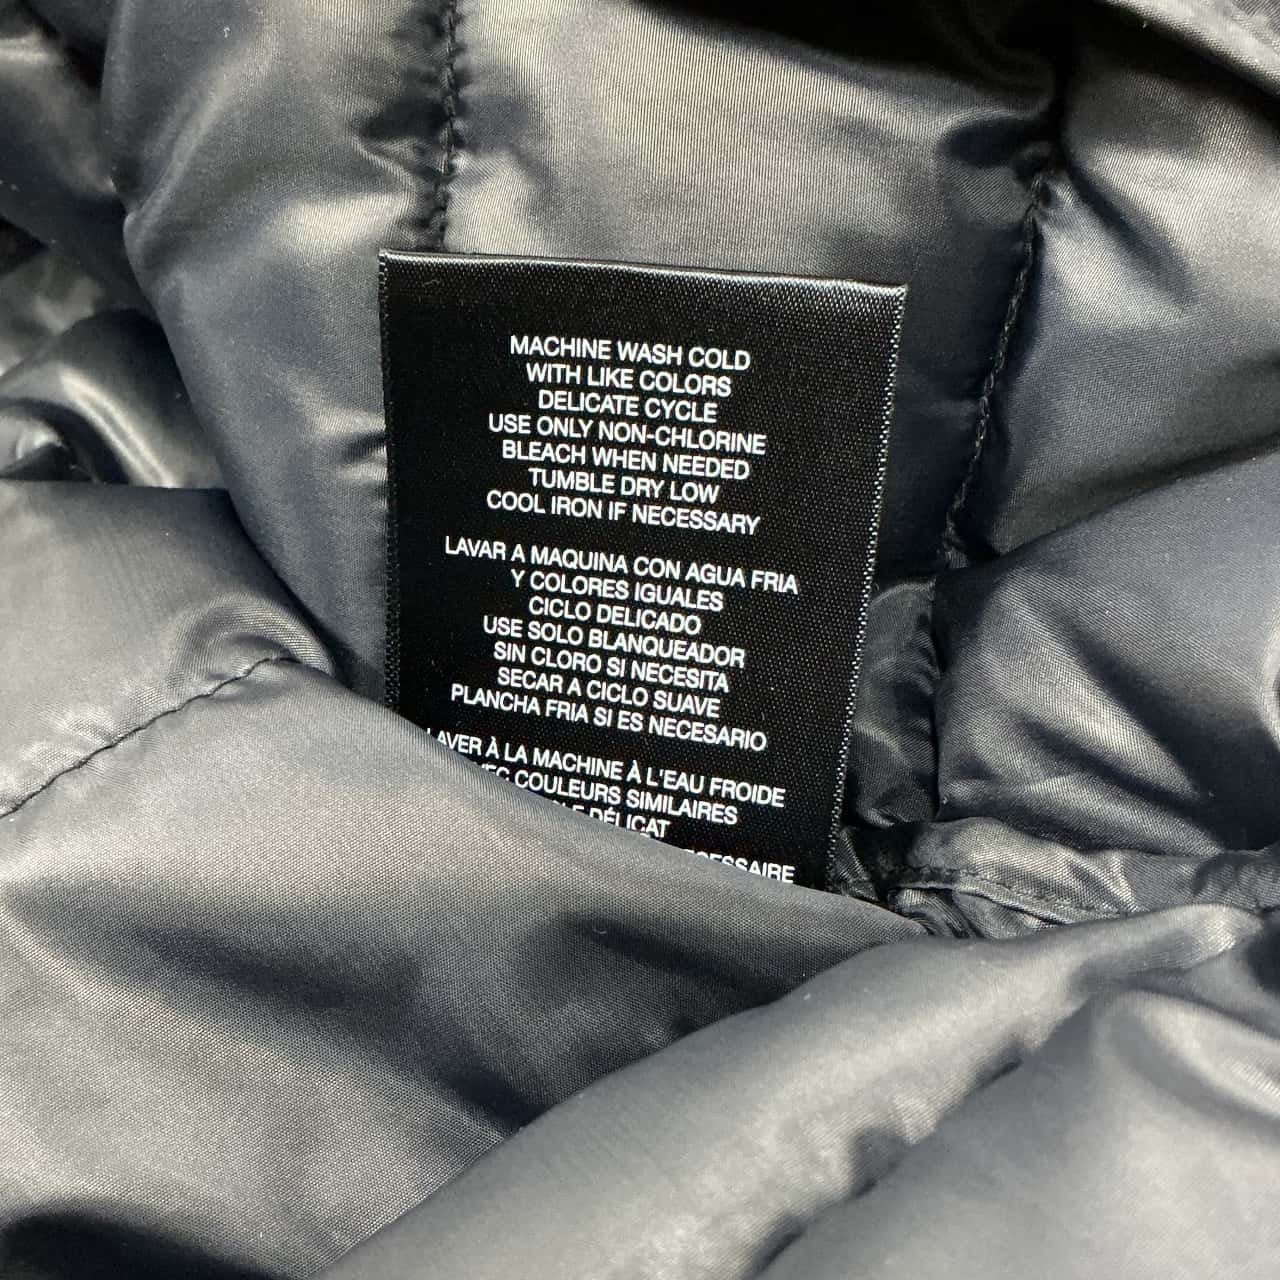 MACHINE WASH COLD
WITH LIKE COLORS
DELICATE CYCLE
USE ONLY NON-CHLORINE
BLEACH WHEN NEEDED
TUMBLE DRY LOW
COOL IRON IF NECESSARY
LAVAR A MAQUINA CON AGUA FRIA
Y COLORES IGUALES
CICLO DELICADO
USE SOLO BLANQUEADOR
SIN CLORO SI NECESITA
SECAR A CICLO SUAVE
PLANCHA FRIA SI ES NECESARIO
LAVER À LA MACHINE À L'EAU FROIDE
COULEURS SIMILAIRES
DÉLICAT